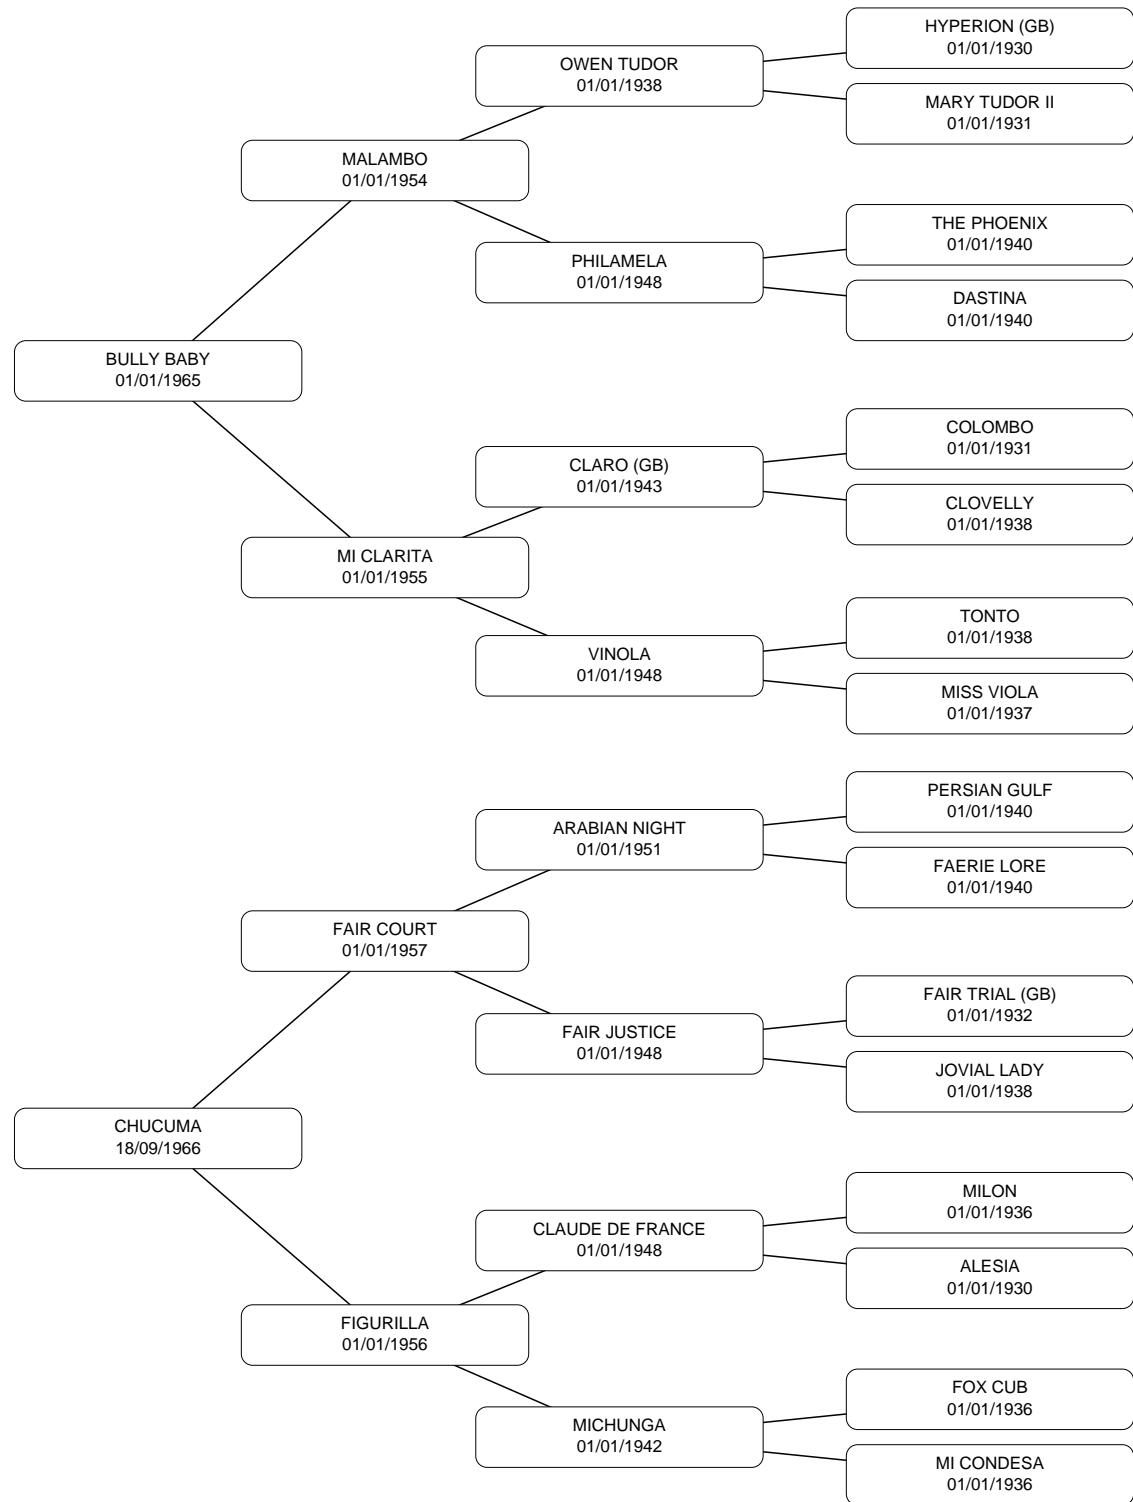 HYPERION (GB)
01/01/1930
OWEN TUDOR
01/01/1938
MARY TUDOR II
01/01/1931
MALAMBO
01/01/1954
THE PHOENIX
01/01/1940
PHILAMELA
01/01/1948
DASTINA
01/01/1940
BULLY BABY
01/01/1965
COLOMBO
01/01/1931
CLARO (GB)
01/01/1943
CLOVELLY
01/01/1938
MI CLARITA
01/01/1955
TONTO
01/01/1938
VINOLA
01/01/1948
MISS VIOLA
01/01/1937
PERSIAN GULF
01/01/1940
ARABIAN NIGHT
01/01/1951
FAERIE LORE
01/01/1940
FAIR COURT
01/01/1957
FAIR TRIAL (GB)
01/01/1932
FAIR JUSTICE
01/01/1948
JOVIAL LADY
01/01/1938
CHUCUMA
18/09/1966
MILON
01/01/1936
CLAUDE DE FRANCE
01/01/1948
ALESIA
01/01/1930
FIGURILLA
01/01/1956
FOX CUB
01/01/1936
MICHUNGA
01/01/1942
MI CONDESA
01/01/1936